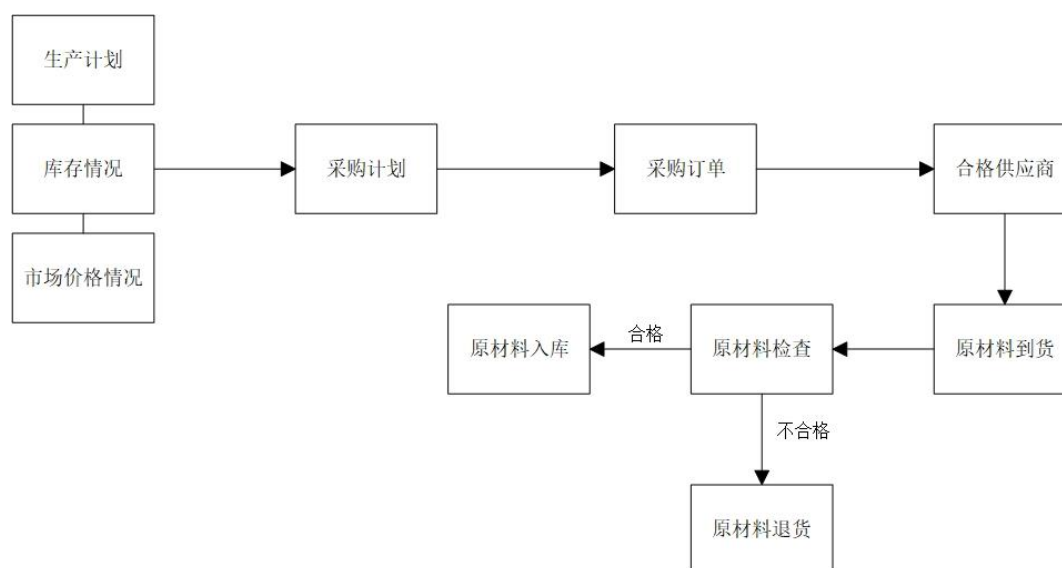 生产计划
库存情况
采购计划
采购订单
合格供应商
市场价格情况
原材料入库
合格
原材料检查
原材料到货
不合格
原材料退货